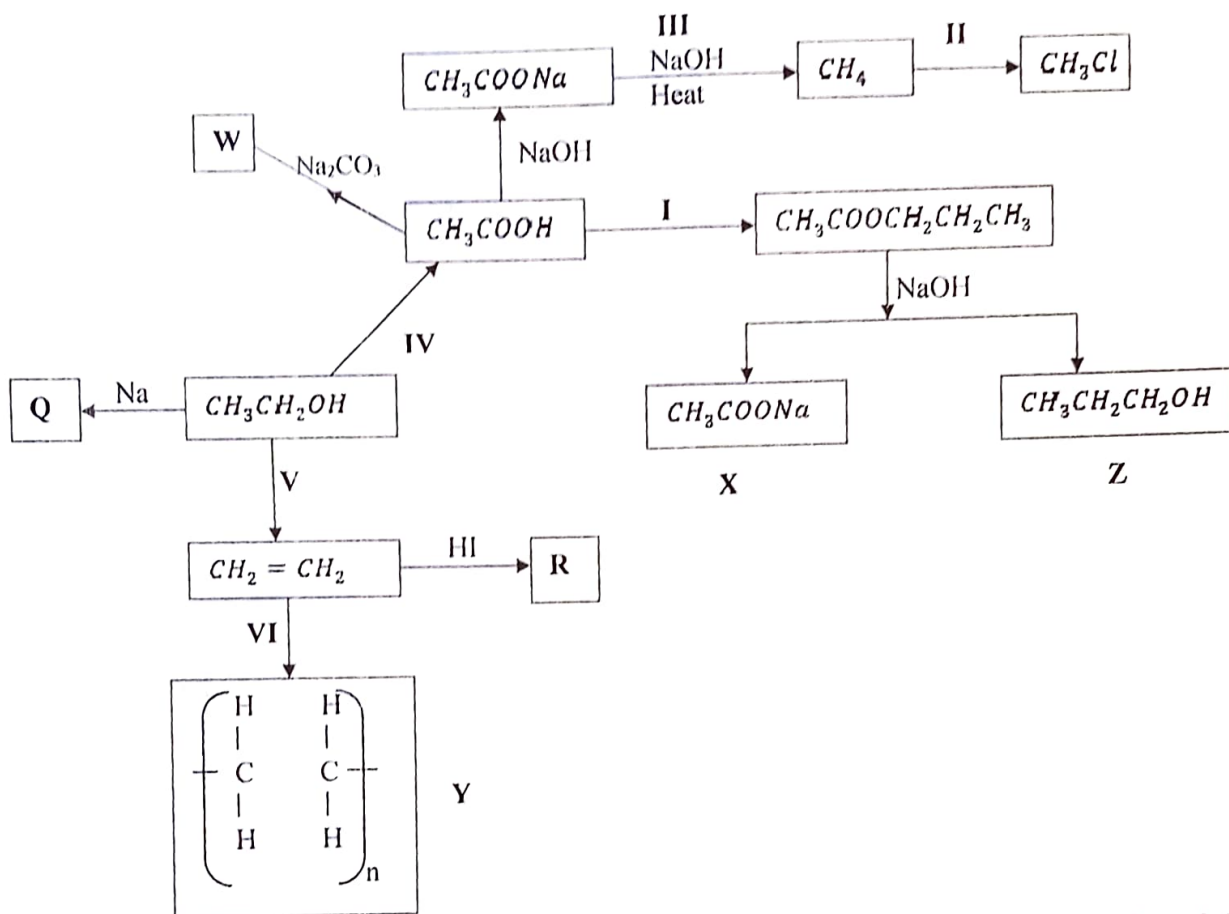 III
NaOH
Heat
II
CH₃COONa
CH₄
CH₃Cl
W
Na₂CO₃
NaOH
CH₃COOH
I
CH₃COOCH₂CH₂CH₃
NaOH
IV
Q
Na
CH₃CH₂OH
CH₃COONa
CH₃CH₂CH₂OH
X
Z
V
CH₂ = CH₂
HI
R
VI
H H
C C
H H
n
Y